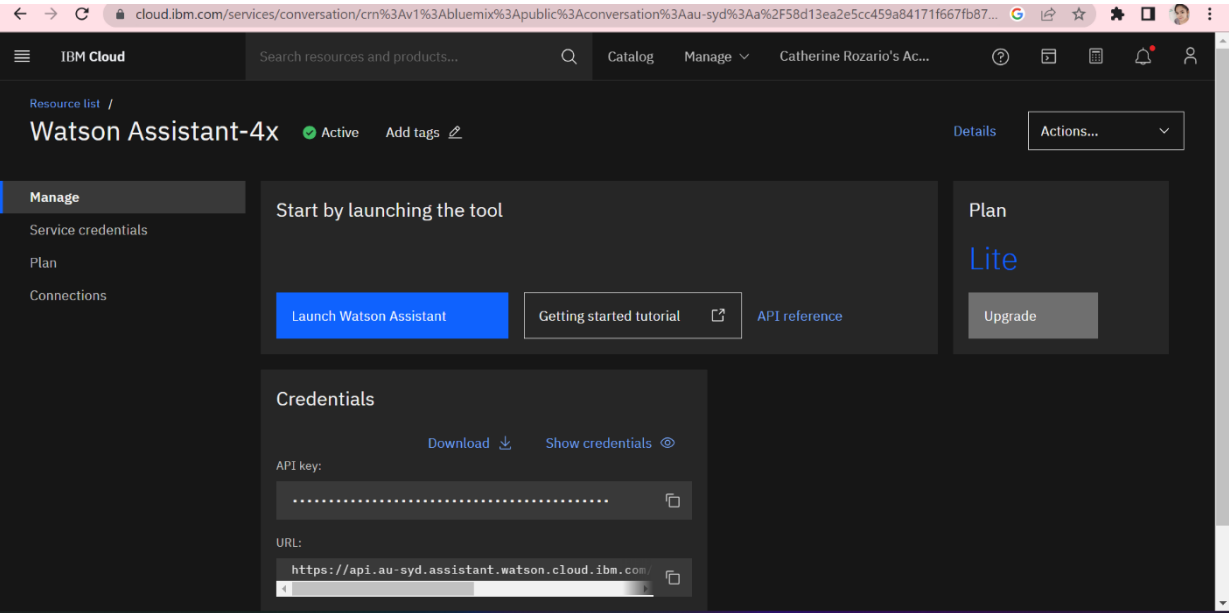 cloud.ibm.com/services/conversation/crn%3Av1%3Abluemix%3Apublic%3Aconversation%3Aau-syd%3Aa%2F58d13ea2e5cc459a84171f667fb87...
IBM Cloud
Search resources and products...
Catalog
Manage
Catherine Rozario's Ac...
Resource list /
Watson Assistant-4x
Active
Add tags
Details
Actions...
Manage
Service credentials
Plan
Connections
Start by launching the tool
Launch Watson Assistant
Getting started tutorial
API reference
Plan
Lite
Upgrade
Credentials
Download
Show credentials
API key:
URL:
https://api.au-syd.assistant.watson.cloud.ibm.com/